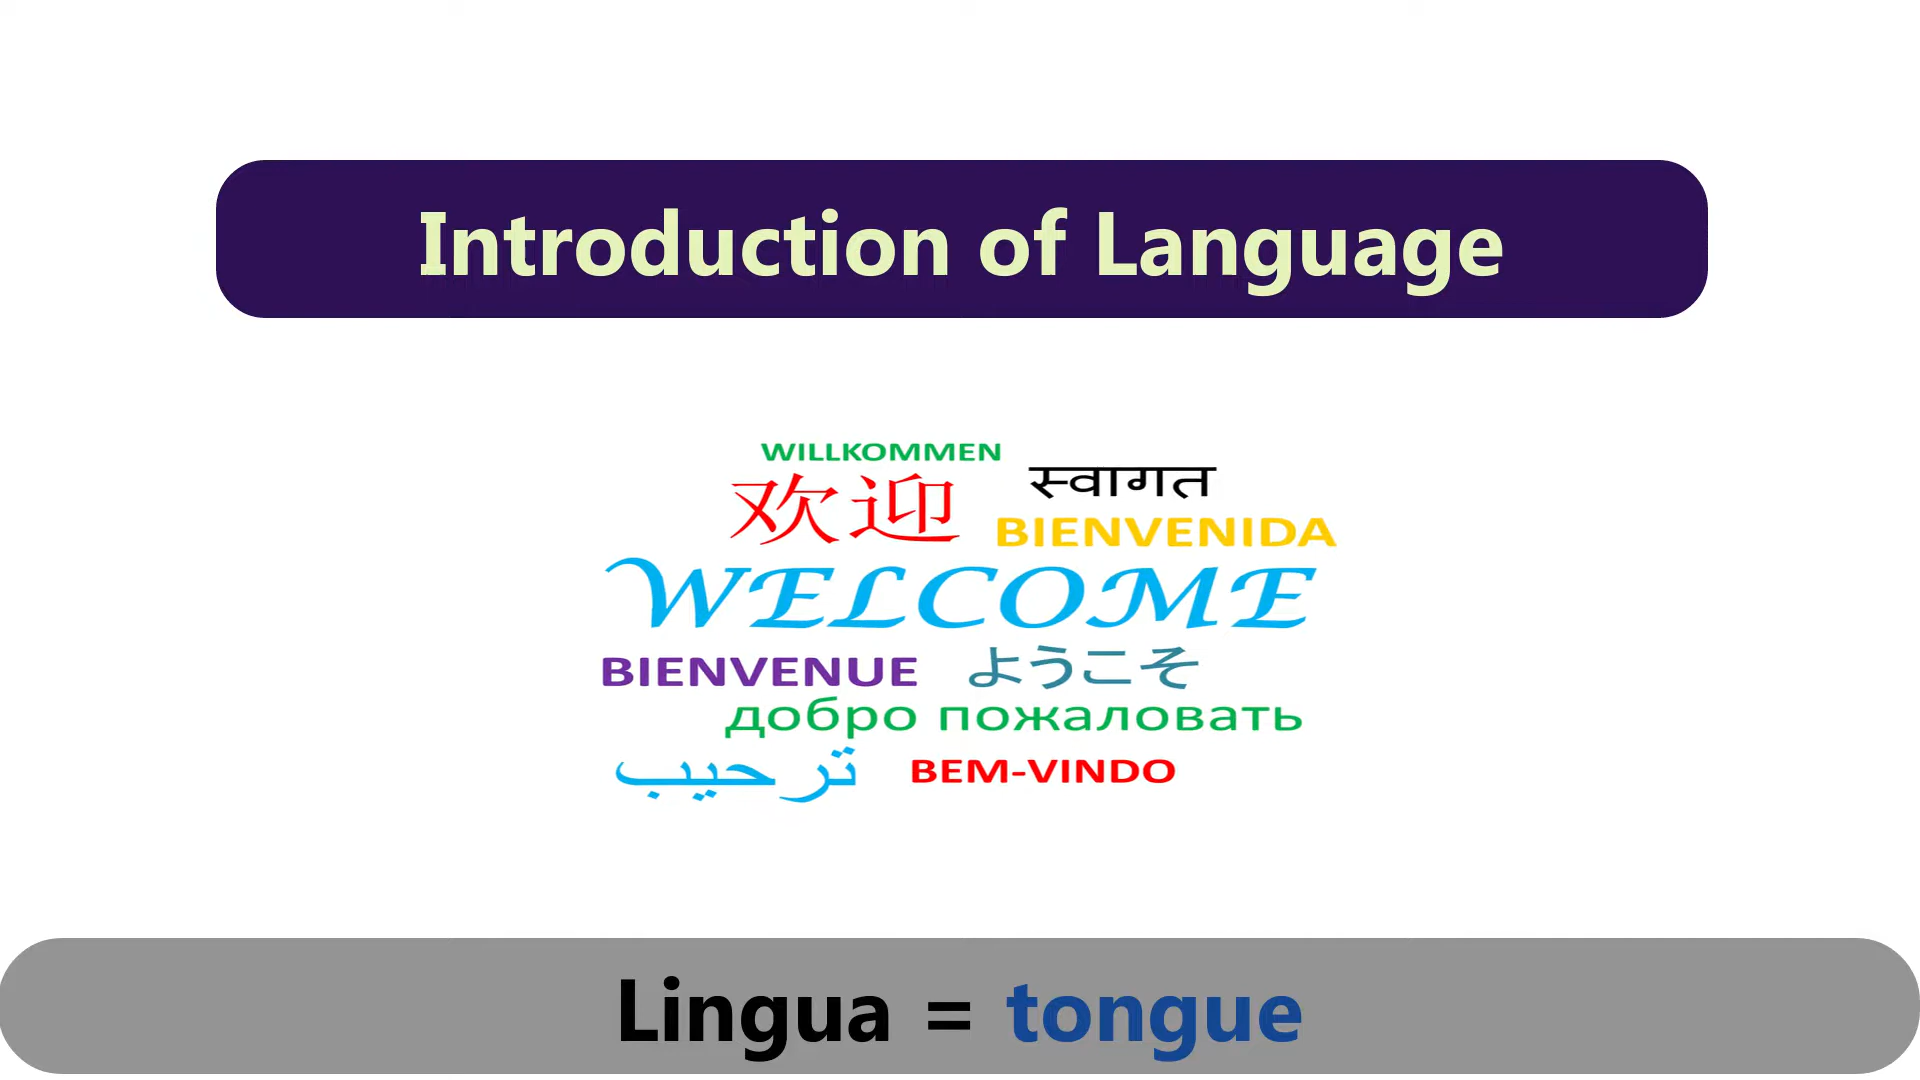 Introduction of Language
WILLKOMMEN
欢迎 स्वागत
BIENVENIDA
WELCOME
BIENVENUE ようこそ
добро пожаловать
ترحيب BEM-VINDO
Lingua = tongue